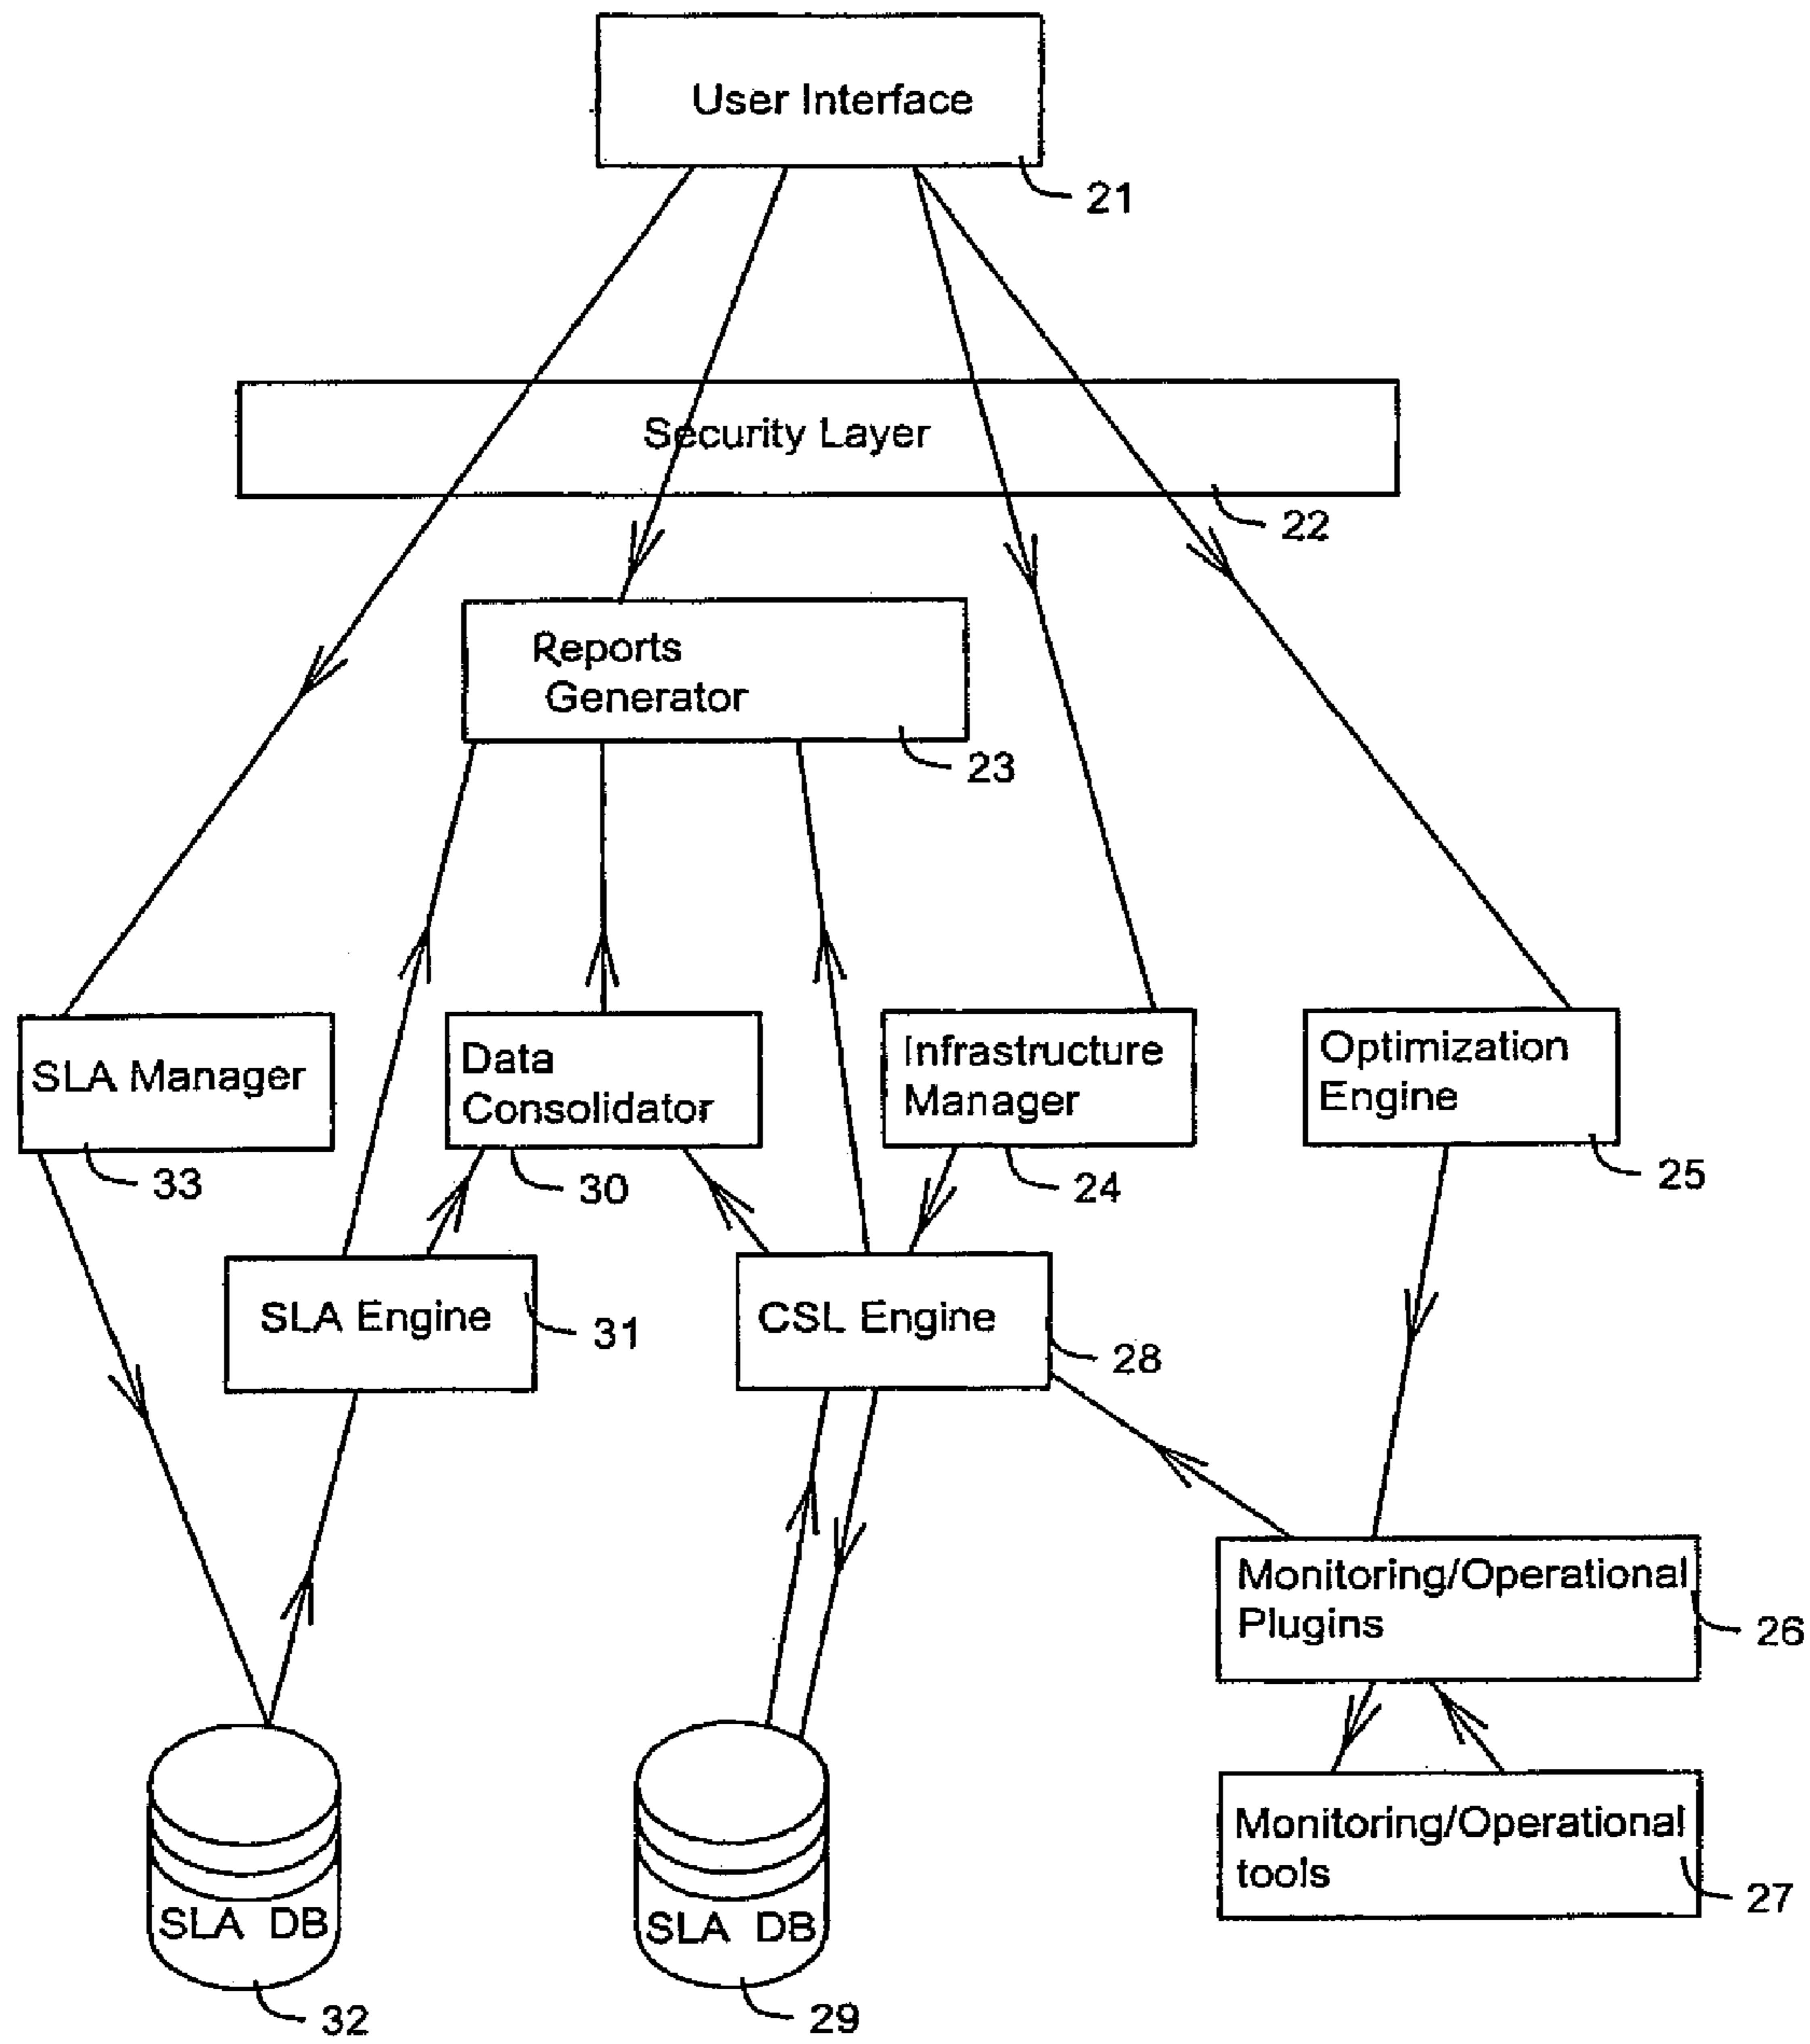 User Interface
21
Security Layer
22
Reports
Generator
23
SLA Manager
33
Data
Consolidator
30
Infrastructure
Manager
24
Optimization
Engine
25
SLA Engine
31
CSL Engine
28
Monitoring/Operational
Plugins
26
Monitoring/Operational
tools
27
SLA DB
32
SLA DB
29